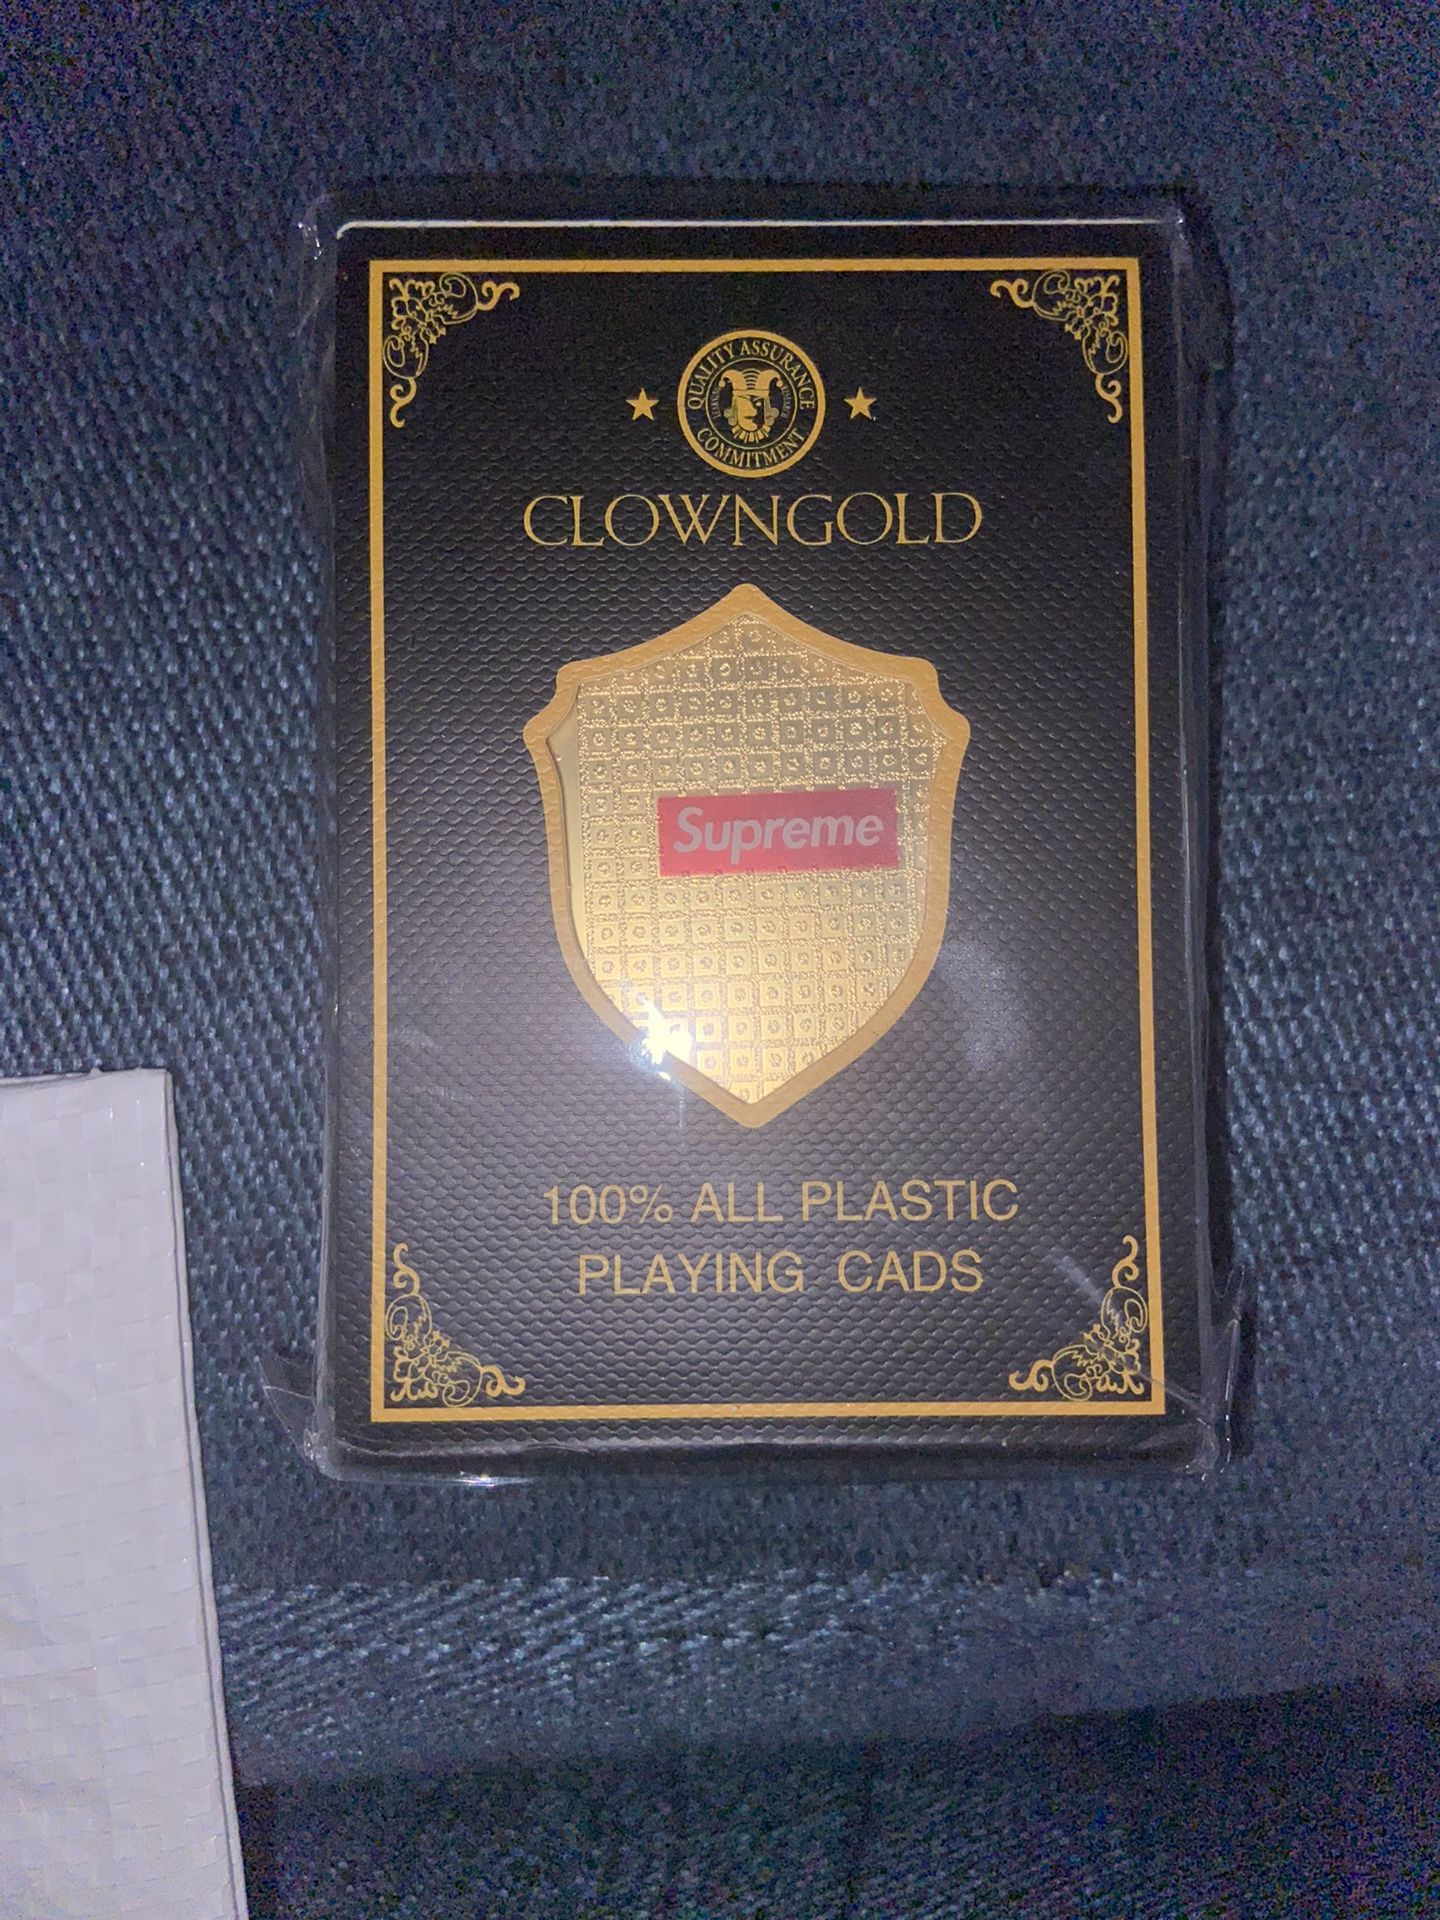 QUALITY ASSURANCE
COMMITMENT
CLOWNGOLD
Supreme
100% ALL PLASTIC
PLAYING CADS